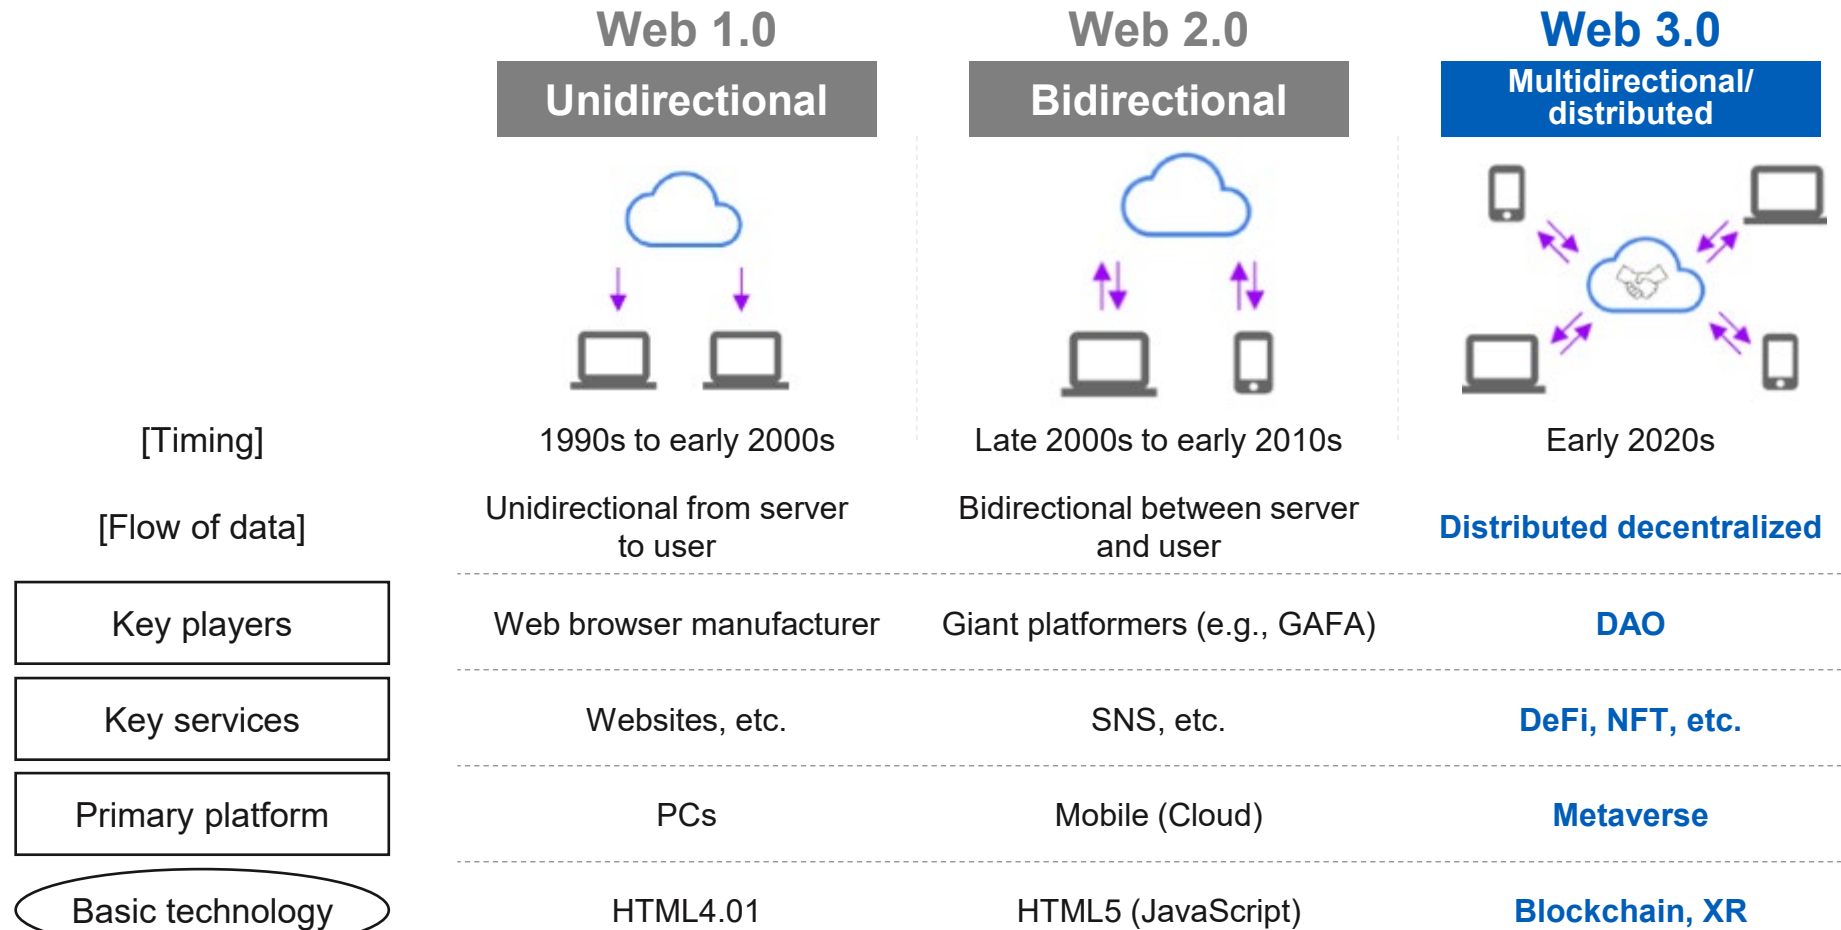 Web 1.0
Web 2.0
Web 3.0
Unidirectional
Bidirectional
Multidirectional/
distributed
[Timing]
1990s to early 2000s
Late 2000s to early 2010s
Early 2020s
[Flow of data]
Unidirectional from server
to user
Bidirectional between server
and user
Distributed decentralized
Key players
Web browser manufacturer
Giant platformers (e.g., GAFA)
DAO
Key services
Websites, etc.
SNS, etc.
DeFi, NFT, etc.
Primary platform
PCs
Mobile (Cloud)
Metaverse
Basic technology
HTML4.01
HTML5 (JavaScript)
Blockchain, XR